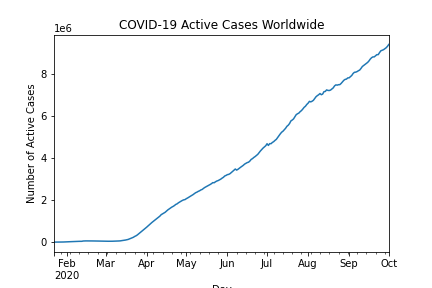 COVID-19 Active Cases Worldwide
1e6
8
6
4
2
0
Number of Active Cases
Feb Mar Apr May Jun Jul Aug Sep Oct
2020